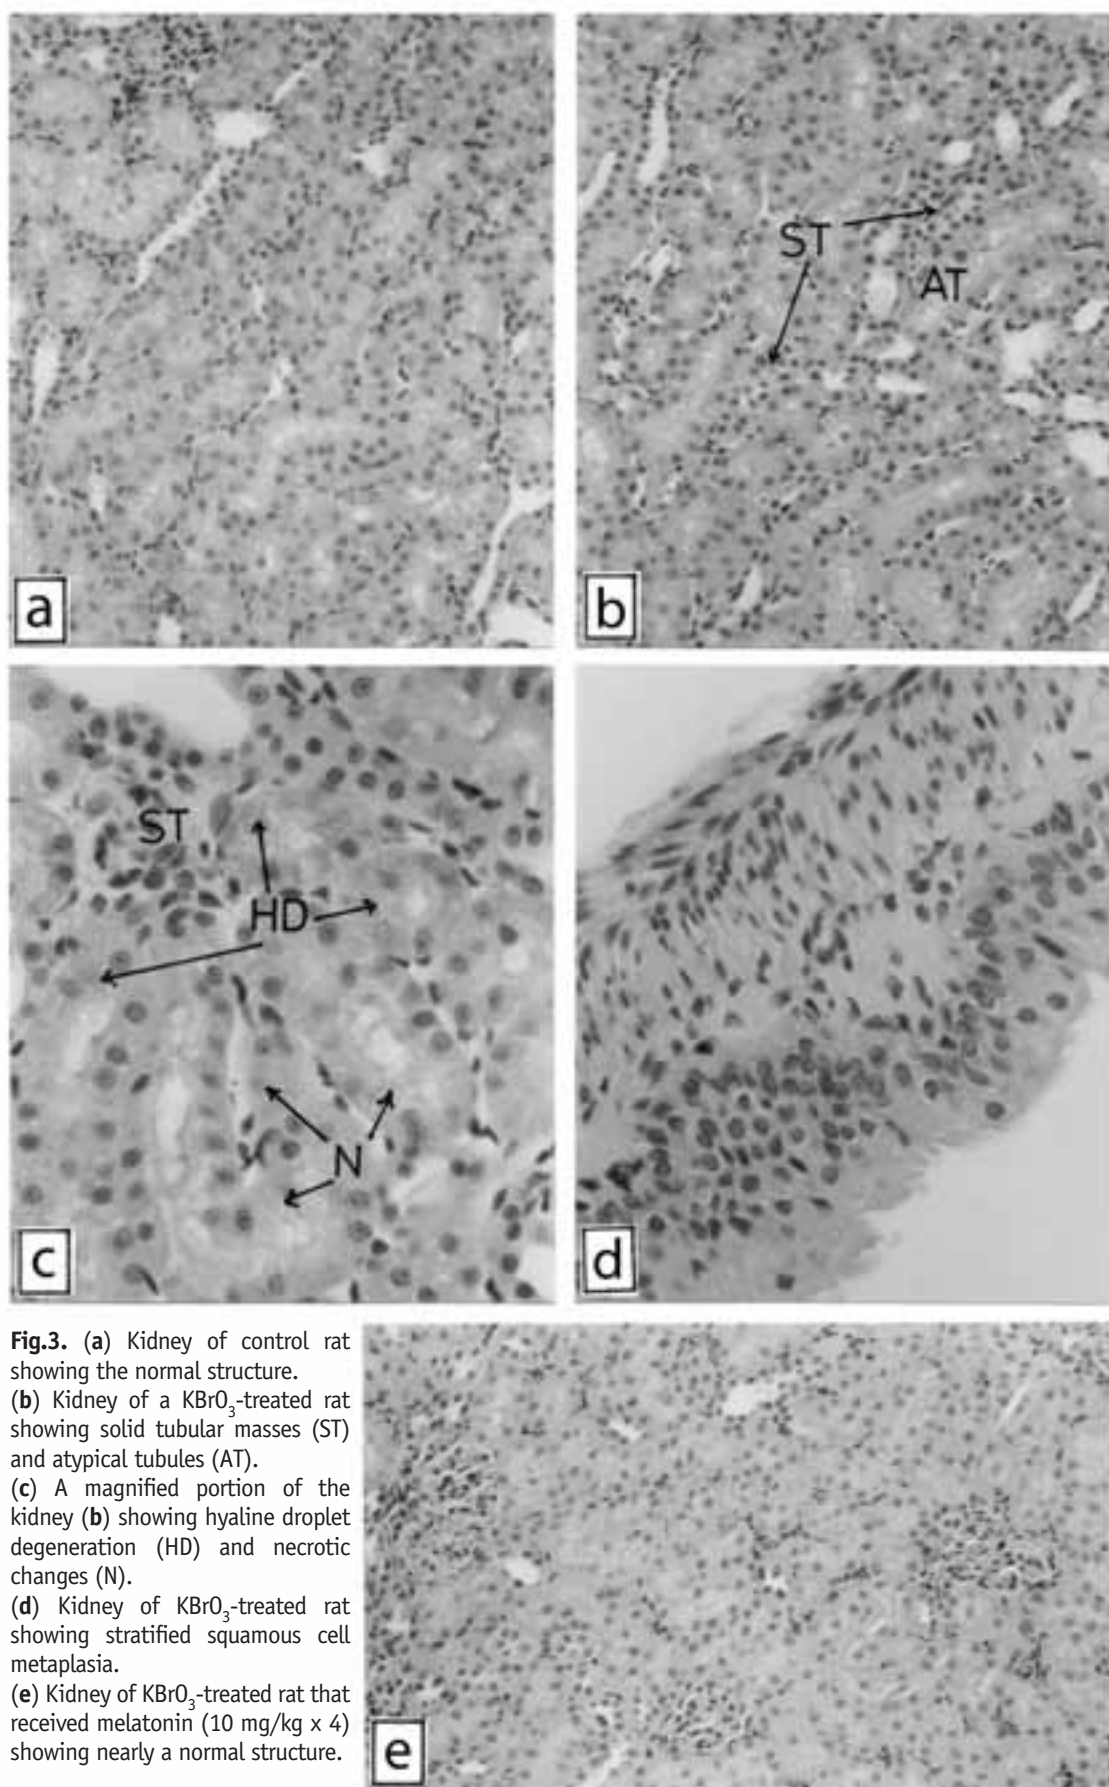 ST
AT
a
b
ST
HD
N
c
d
Fig.3. (a) Kidney of control rat
showing the normal structure.
(b) Kidney of a KBrO₃-treated rat
showing solid tubular masses (ST)
and atypical tubules (AT).
(c) A magnified portion of the
kidney (b) showing hyaline droplet
degeneration (HD) and necrotic
changes (N).
(d) Kidney of KBrO₃-treated rat
showing stratified squamous cell
metaplasia.
(e) Kidney of KBrO₃-treated rat that
received melatonin (10 mg/kg x 4)
showing nearly a normal structure.
e